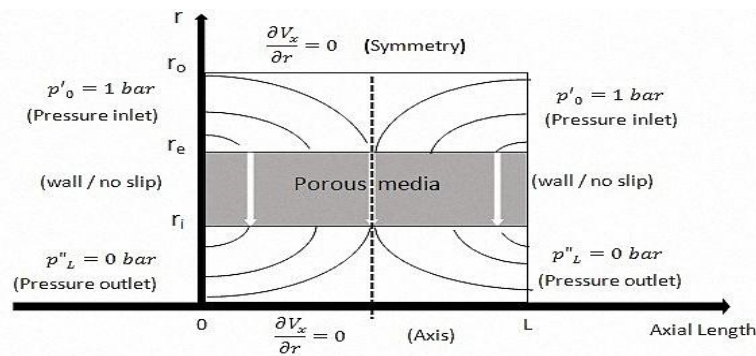 r
∂Vₓ/∂r = 0 (Symmetry)
rₒ
p′₀ = 1 bar
(Pressure inlet)
p′₀ = 1 bar
(Pressure inlet)
rₑ
(wall / no slip)
Porous media
(wall / no slip)
rᵢ
p″_L = 0 bar
(Pressure outlet)
p″_L = 0 bar
(Pressure outlet)
0
∂Vₓ/∂r = 0 (Axis)
L
Axial Length